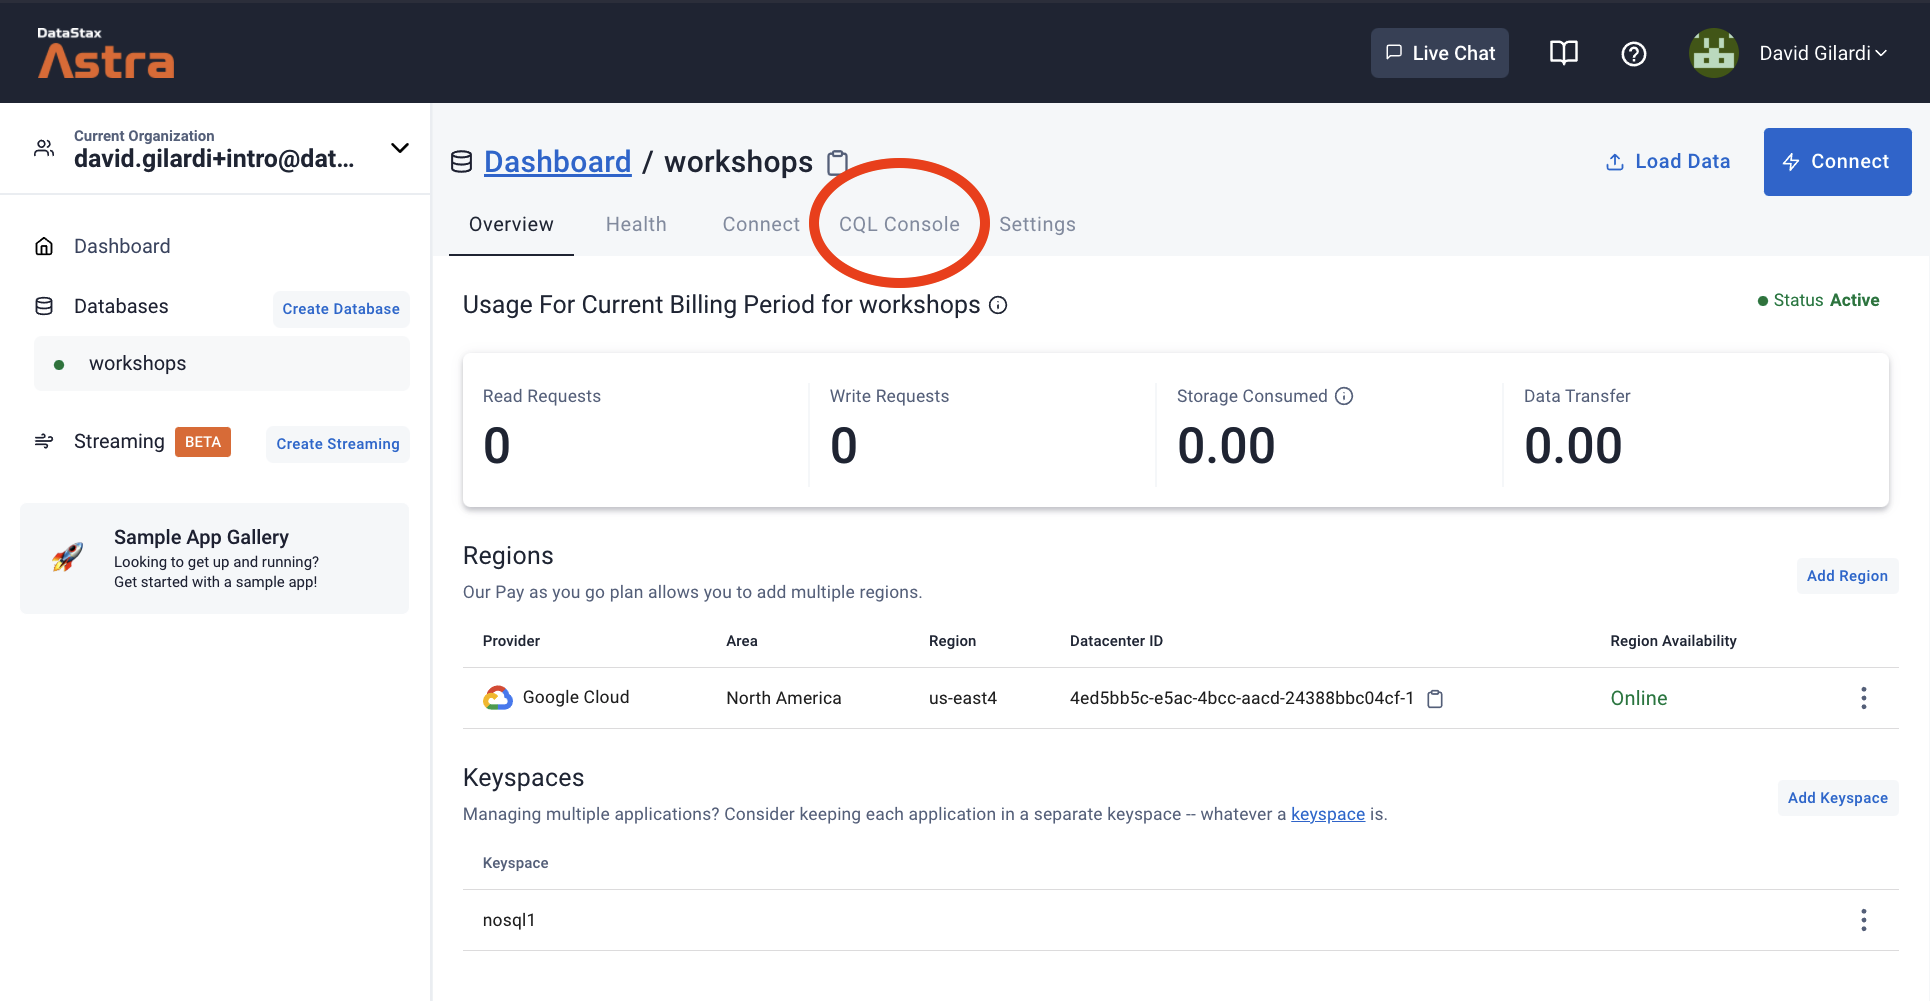 DataStax
Astra
Live Chat
David Gilardi
Current Organization
david.gilardi+intro@dat...
Dashboard
Databases
Create Database
workshops
Streaming
BETA
Create Streaming
Sample App Gallery
Looking to get up and running?
Get started with a sample app!
Dashboard / workshops
Load Data
Connect
Overview
Health
Connect
CQL Console
Settings
Usage For Current Billing Period for workshops
Status Active
Read Requests
0
Write Requests
0
Storage Consumed
0.00
Data Transfer
0.00
Regions
Our Pay as you go plan allows you to add multiple regions.
Add Region
Provider Area Region Datacenter ID Region Availability
Google Cloud North America us-east4 4ed5bb5c-e5ac-4bcc-aacd-24388bbc04cf-1 Online
Keyspaces
Managing multiple applications? Consider keeping each application in a separate keyspace -- whatever a keyspace is.
Add Keyspace
Keyspace
nosql1